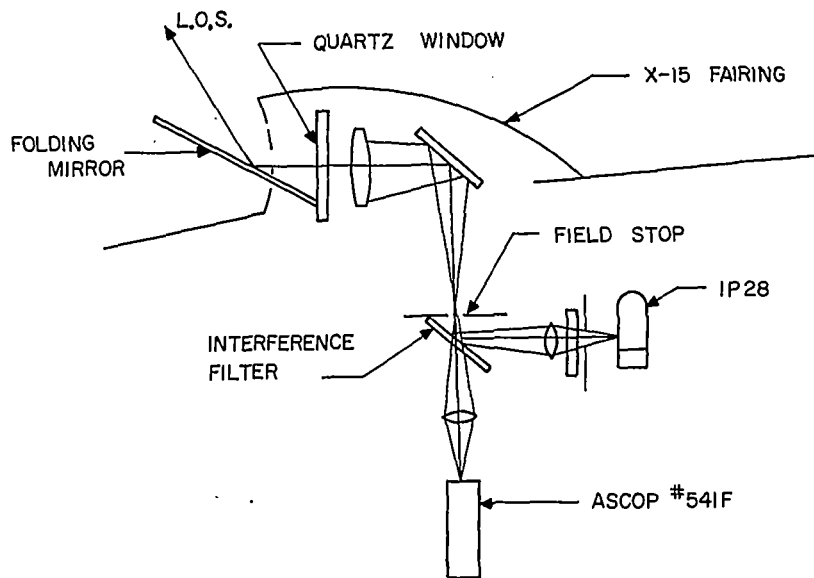 L.O.S.
QUARTZ WINDOW
X-15 FAIRING
FOLDING
MIRROR
FIELD STOP
IP28
INTERFERENCE
FILTER
ASCOP #541F